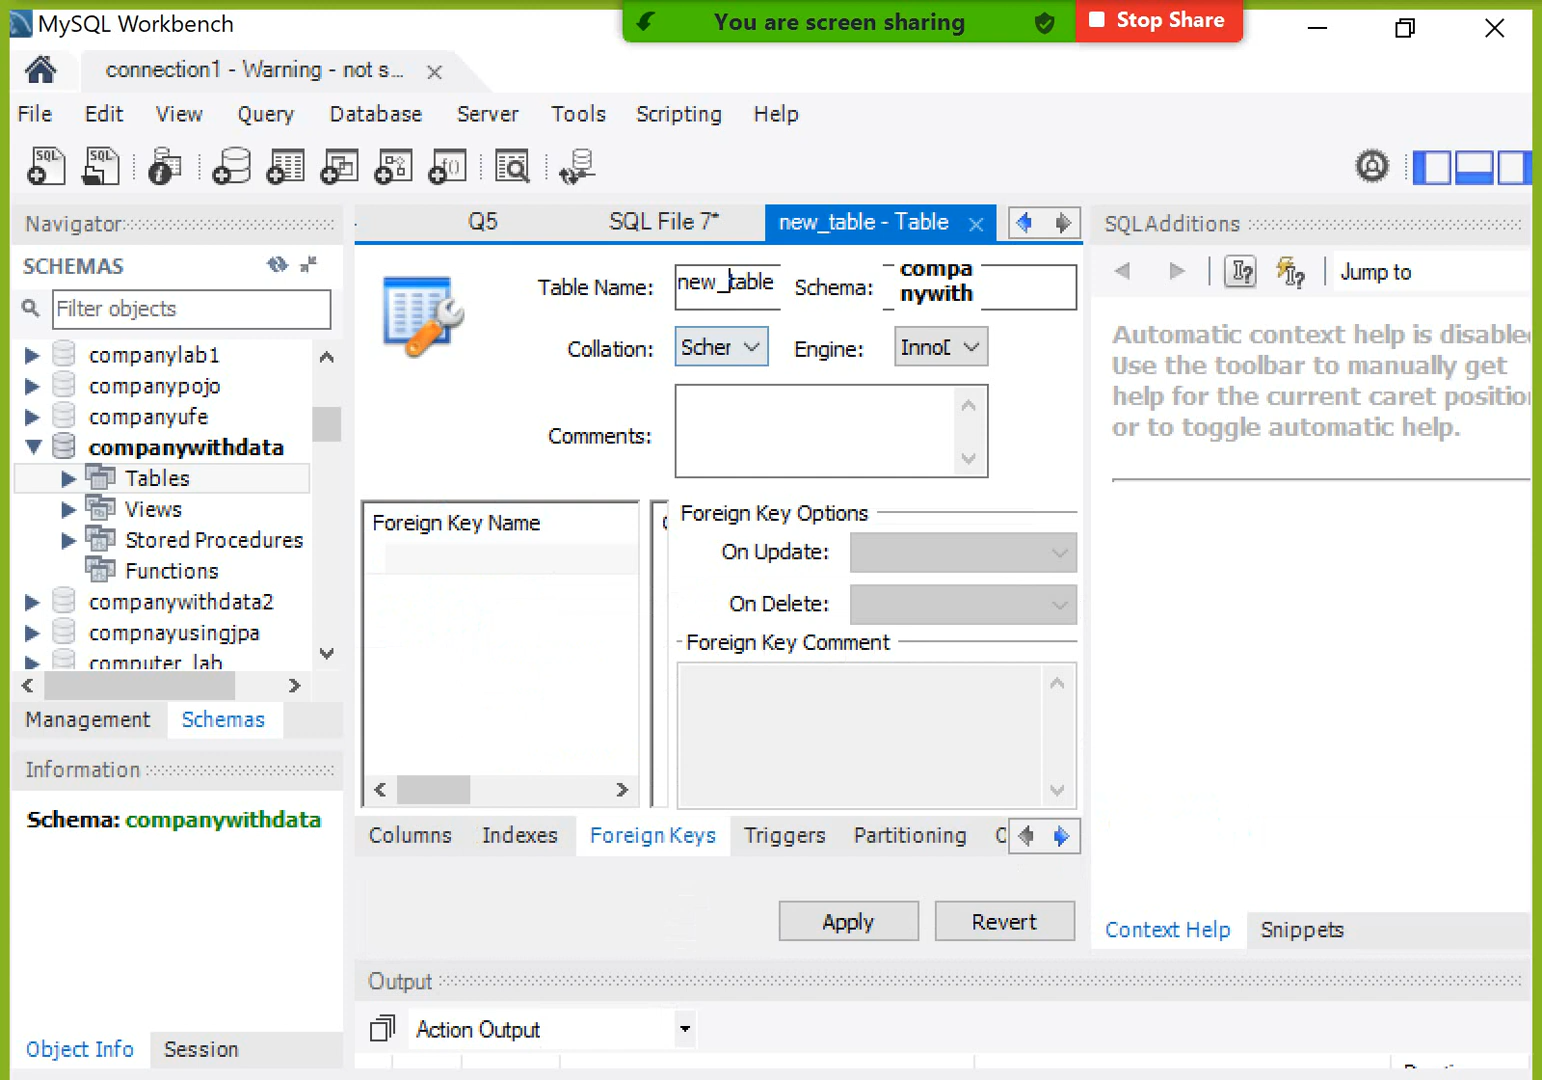 MySQL Workbench
You are screen sharing
Stop Share
connection1 - Warning - not s...
File Edit View Query Database Server Tools Scripting Help
SQL SQL
Navigator
SCHEMAS
Filter objects
companylab1
companypojo
companyufe
companywithdata
Tables
Views
Stored Procedures
Functions
companywithdata2
compnayusingjpa
computer_lab
Management Schemas
Information
Schema: companywithdata
Object Info Session
Q5 SQL File 7* new_table - Table
Table Name: new_table Schema: compa
nywith
Collation: Scher Engine: InnoD
Comments:
Foreign Key Name
Foreign Key Options
On Update:
On Delete:
Foreign Key Comment
Columns Indexes Foreign Keys Triggers Partitioning
Apply Revert
Output
Action Output
SQLAdditions
Jump to
Automatic context help is disable
Use the toolbar to manually get
help for the current caret positio
or to toggle automatic help.
Context Help Snippets